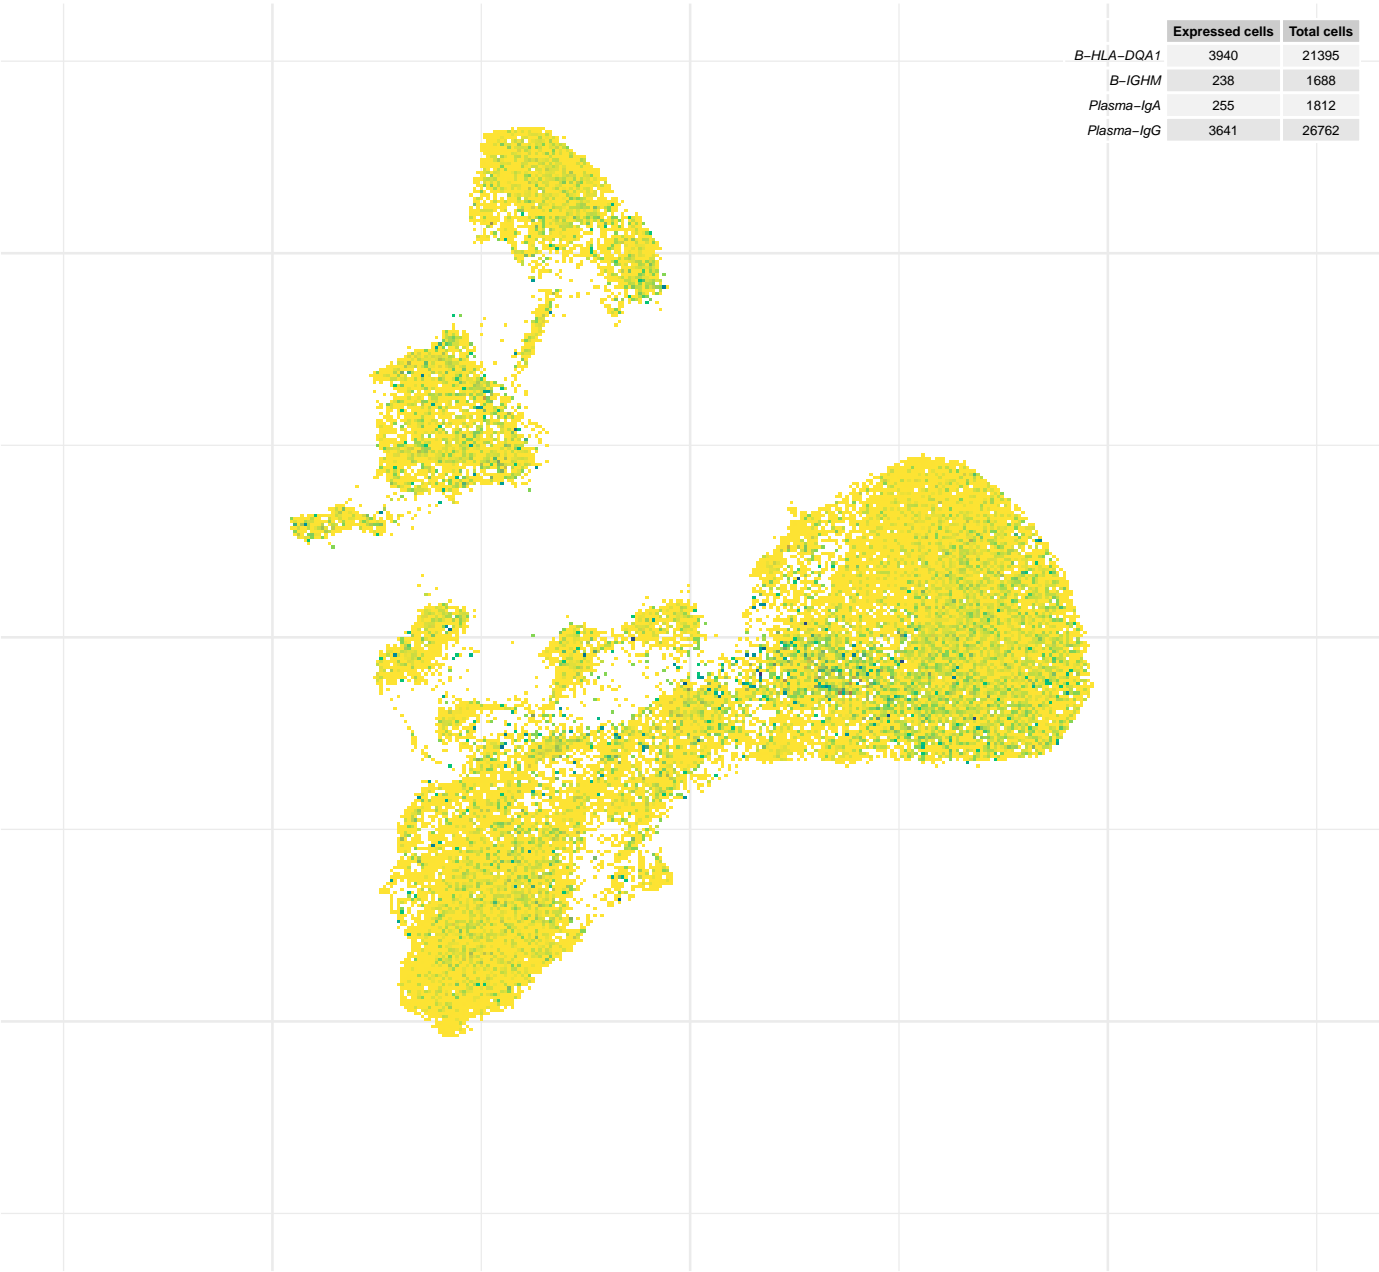 Expressed cells Total cells
B−HLA−DQA1 3940 21395
B−IGHM 238 1688
Plasma−IgA 255 1812
Plasma−IgG 3641 26762